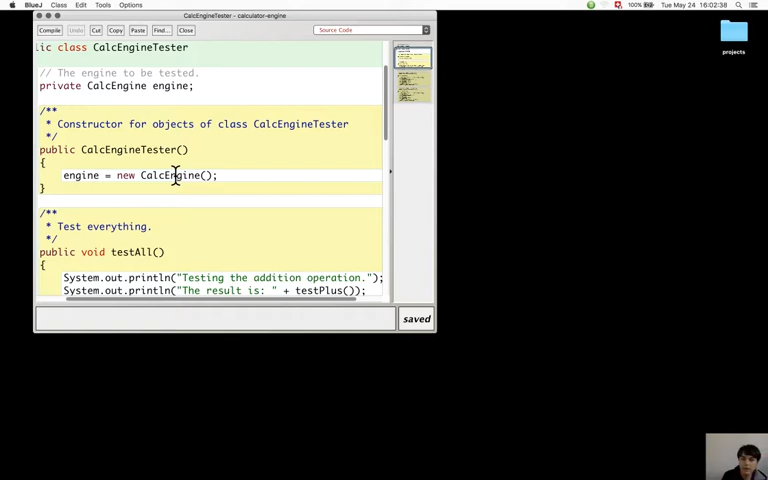 BlueJ Class Edit Tools Options 100% Tue May 24 16:02:38
CalcEngineTester - calculator-engine
Compile Undo Cut Copy Paste Find... Close Source Code
lic class CalcEngineTester
// The engine to be tested.
private CalcEngine engine;
/**
* Constructor for objects of class CalcEngineTester
*/
public CalcEngineTester()
{
engine = new CalcEngine();
}
/**
* Test everything.
*/
public void testAll()
{
System.out.println("Testing the addition operation.");
System.out.println("The result is: " + testPlus());
saved
projects